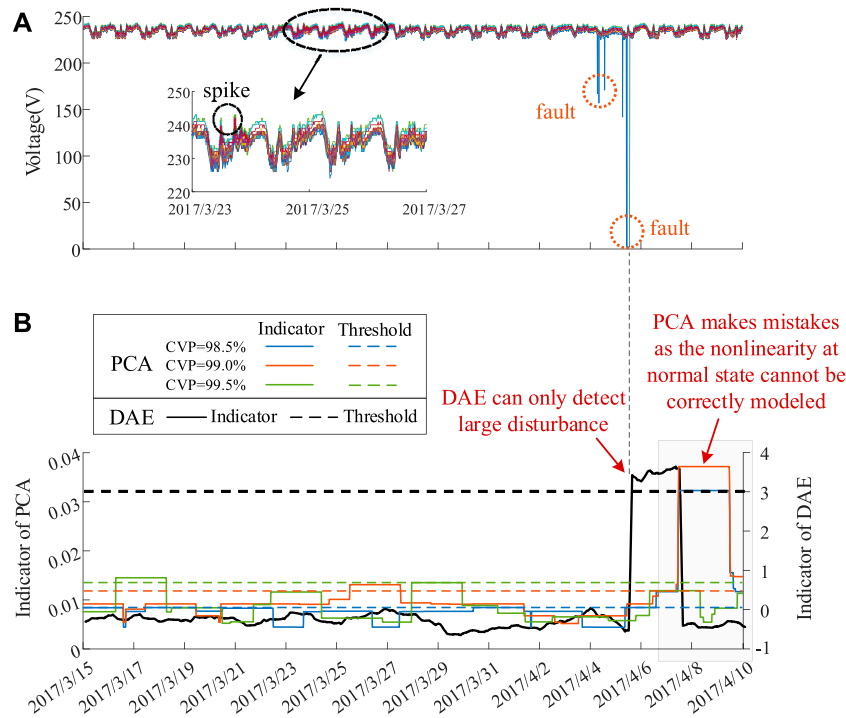 A
Voltage(V)
250
200
150
100
50
0
spike
250
240
230
220
2017/3/23
2017/3/25
2017/3/27
fault
fault
B
Indicator
Threshold
PCA
CVP=98.5%
CVP=99.0%
CVP=99.5%
DAE
Indicator
Threshold
DAE can only detect
large disturbance
PCA makes mistakes
as the nonlinearity at
normal state cannot be
correctly modeled
Indicator of PCA
0.04
0.03
0.02
0.01
0
Indicator of DAE
4
3
2
1
0
-1
2017/3/15
2017/3/17
2017/3/19
2017/3/21
2017/3/23
2017/3/25
2017/3/27
2017/3/29
2017/3/31
2017/4/2
2017/4/4
2017/4/6
2017/4/8
2017/4/10